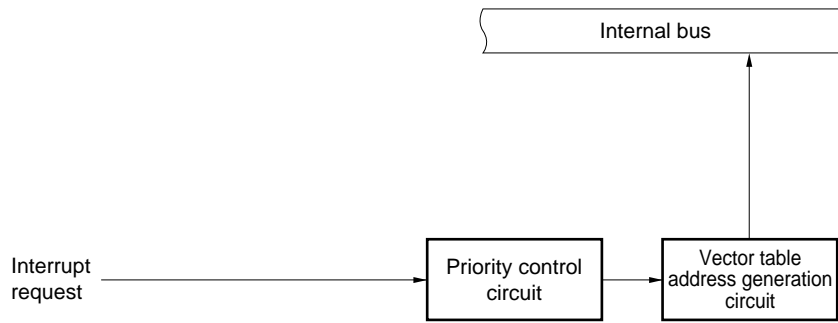 Internal bus
Interrupt
request
Priority control
circuit
Vector table
address generation
circuit